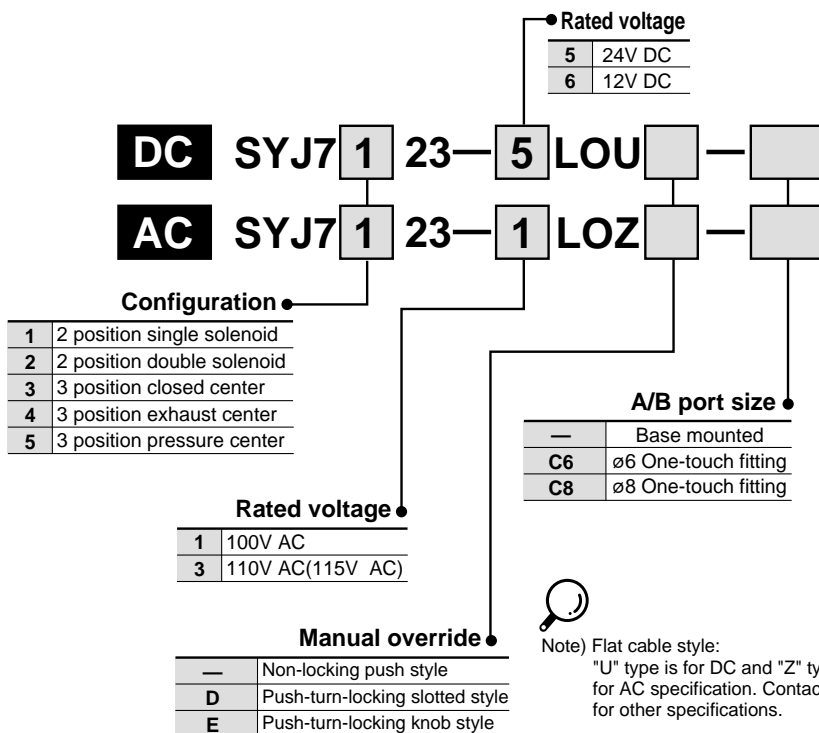 Rated voltage
5 24V DC
6 12V DC
DC SYJ7 1 23— 5 LOU —
AC SYJ7 1 23— 1 LOZ —
Configuration
1 2 position single solenoid
2 2 position double solenoid
3 3 position closed center
4 3 position exhaust center
5 3 position pressure center
A/B port size
— Base mounted
C6 ø6 One-touch fitting
C8 ø8 One-touch fitting
Rated voltage
1 100V AC
3 110V AC(115V AC)
Manual override
— Non-locking push style
D Push-turn-locking slotted style
E Push-turn-locking knob style
Note) Flat cable style:
"U" type is for DC and "Z"
for AC specification.
for other specifications.